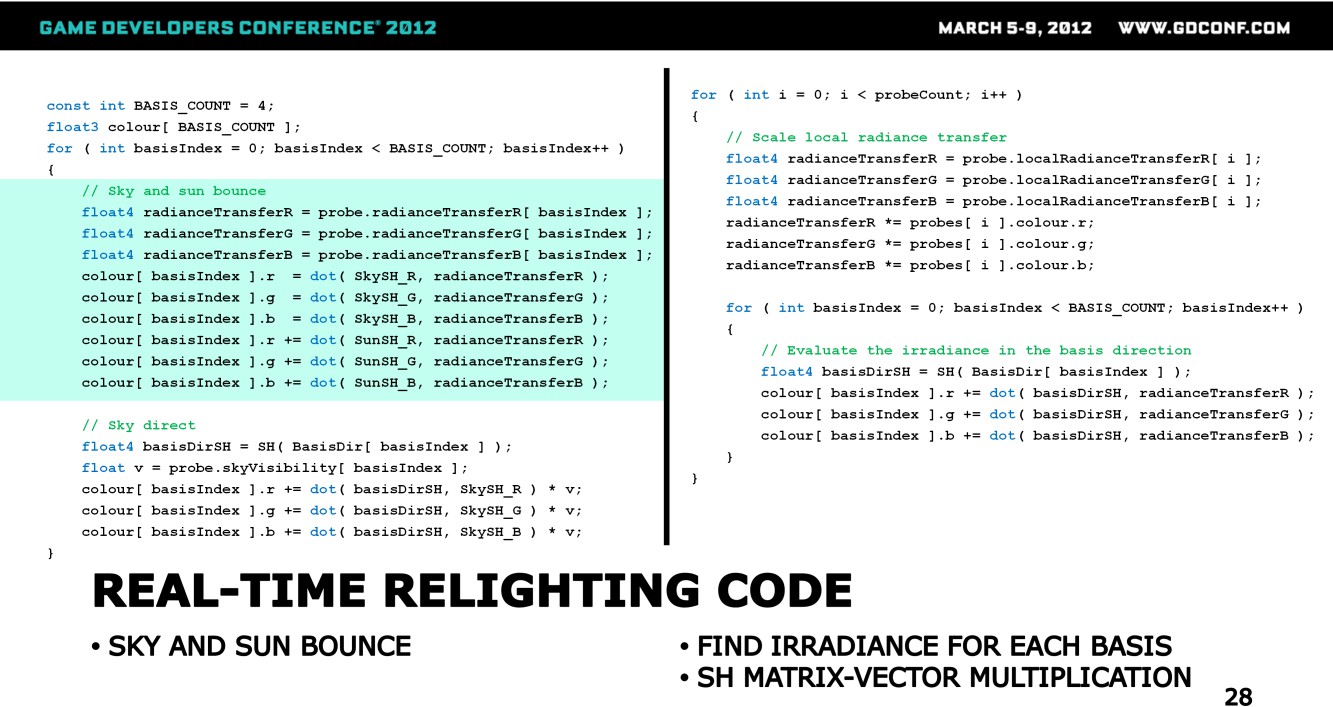 GAME DEVELOPERS CONFERENCE® 2012
MARCH 5-9, 2012 WWW.GDCONF.COM
const int BASIS_COUNT = 4;
float3 colour[ BASIS_COUNT ];
for ( int basisIndex = 0; basisIndex < BASIS_COUNT; basisIndex++ )
{
// Sky and sun bounce
float4 radianceTransferR = probe.radianceTransferR[ basisIndex ];
float4 radianceTransferG = probe.radianceTransferG[ basisIndex ];
float4 radianceTransferB = probe.radianceTransferB[ basisIndex ];
colour[ basisIndex ].r  = dot( SkySH_R, radianceTransferR );
colour[ basisIndex ].g  = dot( SkySH_G, radianceTransferG );
colour[ basisIndex ].b  = dot( SkySH_B, radianceTransferB );
colour[ basisIndex ].r += dot( SunSH_R, radianceTransferR );
colour[ basisIndex ].g += dot( SunSH_G, radianceTransferG );
colour[ basisIndex ].b += dot( SunSH_B, radianceTransferB );
// Sky direct
float4 basisDirSH = SH( BasisDir[ basisIndex ] );
float v = probe.skyVisibility[ basisIndex ];
colour[ basisIndex ].r += dot( basisDirSH, SkySH_R ) * v;
colour[ basisIndex ].g += dot( basisDirSH, SkySH_G ) * v;
colour[ basisIndex ].b += dot( basisDirSH, SkySH_B ) * v;
}
for ( int i = 0; i < probeCount; i++ )
{
// Scale local radiance transfer
float4 radianceTransferR = probe.localRadianceTransferR[ i ];
float4 radianceTransferG = probe.localRadianceTransferG[ i ];
float4 radianceTransferB = probe.localRadianceTransferB[ i ];
radianceTransferR *= probes[ i ].colour.r;
radianceTransferG *= probes[ i ].colour.g;
radianceTransferB *= probes[ i ].colour.b;
for ( int basisIndex = 0; basisIndex < BASIS_COUNT; basisIndex++ )
{
// Evaluate the irradiance in the basis direction
float4 basisDirSH = SH( BasisDir[ basisIndex ] );
colour[ basisIndex ].r += dot( basisDirSH, radianceTransferR );
colour[ basisIndex ].g += dot( basisDirSH, radianceTransferG );
colour[ basisIndex ].b += dot( basisDirSH, radianceTransferB );
}
}
REAL-TIME RELIGHTING CODE
• SKY AND SUN BOUNCE
• FIND IRRADIANCE FOR EACH BASIS
• SH MATRIX-VECTOR MULTIPLICATION
28